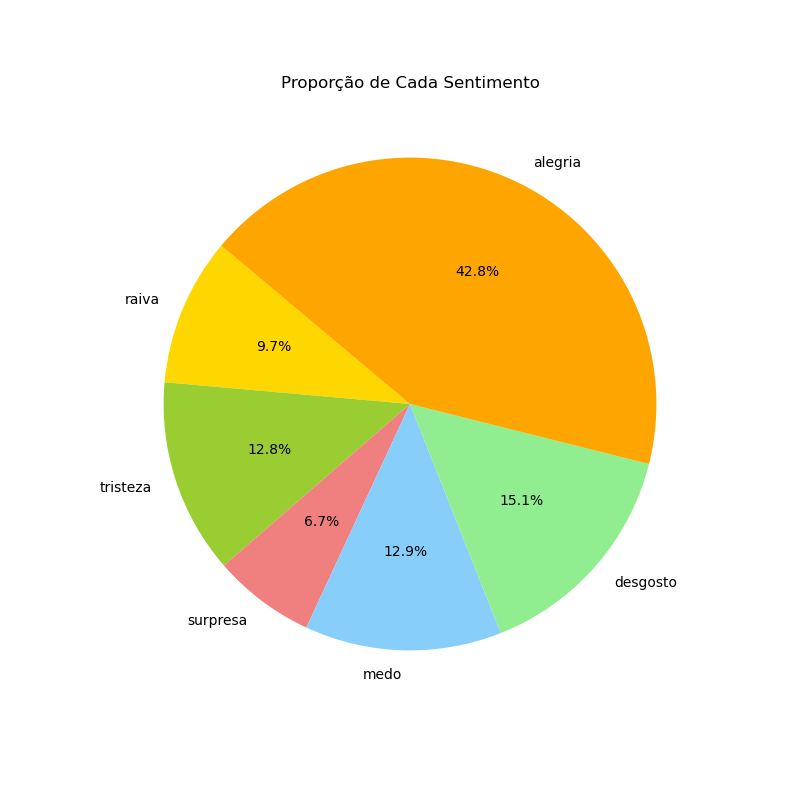 Proporção de Cada Sentimento
alegria
42.8%
raiva
9.7%
tristeza
12.8%
surpresa
6.7%
medo
12.9%
desgosto
15.1%